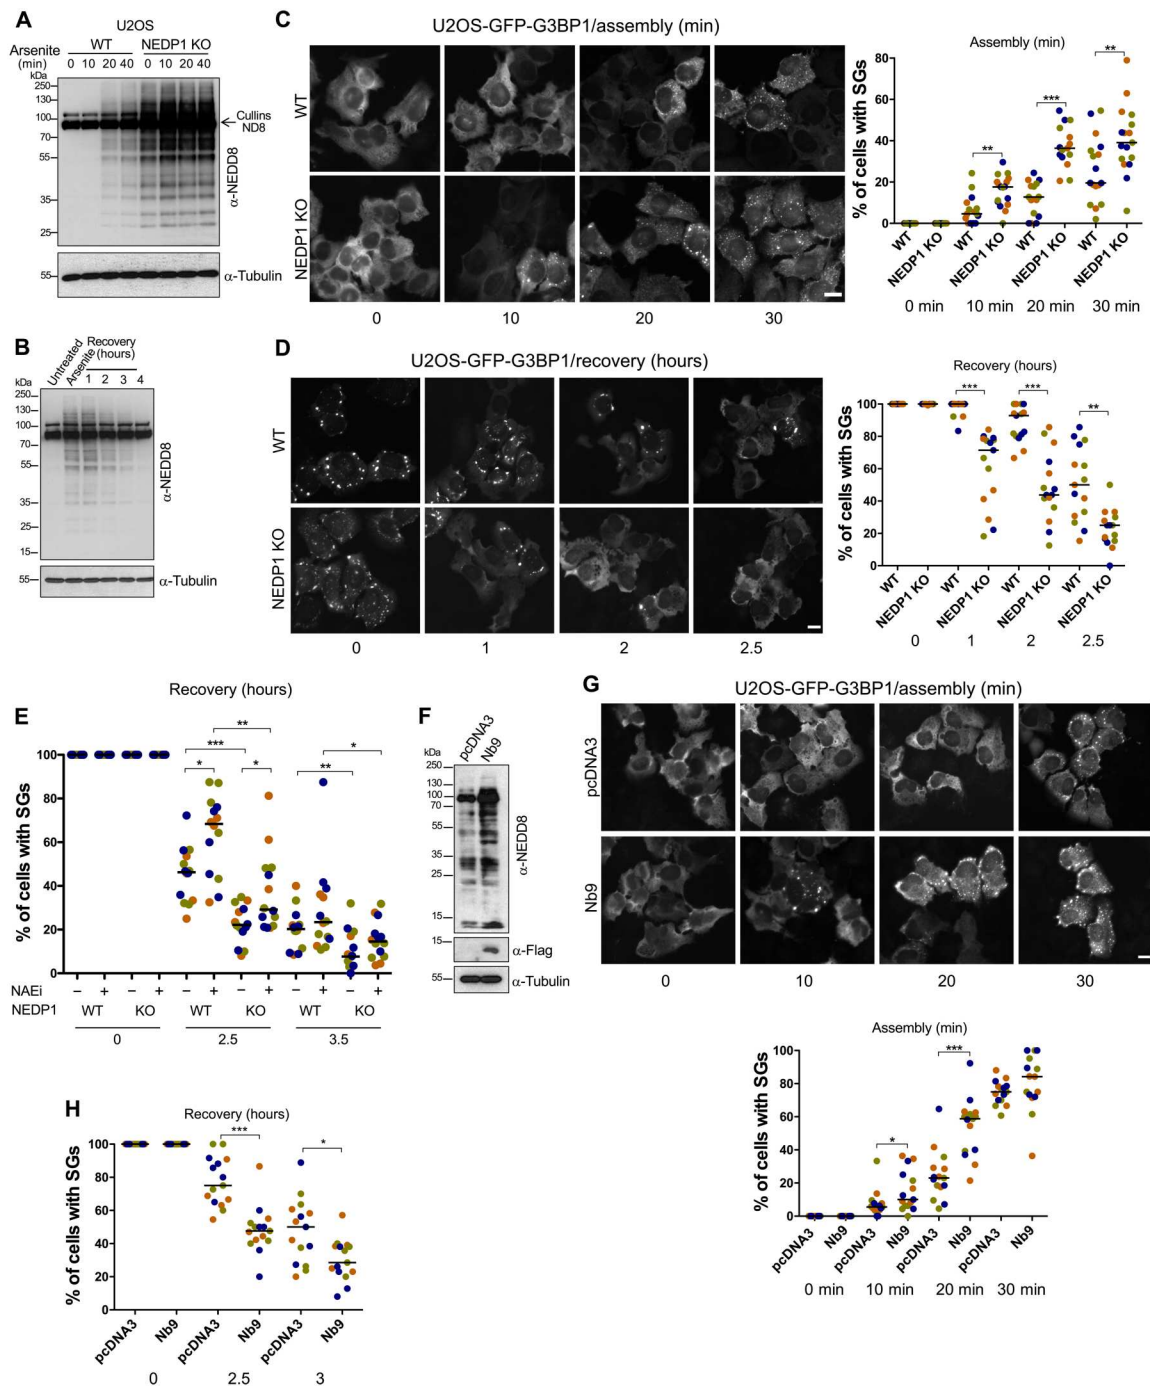 A
U2OS
Arsenite WT NEDP1 KO
(min) 0 10 20 40 0 10 20 40
kDa
250
130
100
70
55
35
25
Cullins
ND8
α-NEDD8
55
α-Tubulin
B
Untreated
Arsenite
Recovery
(hours)
1 2 3 4
kDa
250
130
100
70
55
35
25
15
α-NEDD8
55
α-Tubulin
C
U2OS-GFP-G3BP1/assembly (min)
WT
NEDP1 KO
0 10 20 30
Assembly (min)
% of cells with SGs
80
60
40
20
0
** *** **
WT NEDP1 KO WT NEDP1 KO WT NEDP1 KO WT NEDP1 KO
0 min 10 min 20 min 30 min
D
U2OS-GFP-G3BP1/recovery (hours)
WT
NEDP1 KO
0 1 2 2.5
Recovery (hours)
% of cells with SGs
100
80
60
40
20
0
*** *** **
WT NEDP1 KO WT NEDP1 KO WT NEDP1 KO WT NEDP1 KO
0 1 2 2.5
E
Recovery (hours)
% of cells with SGs
100
80
60
40
20
0
**
*** *
* * **
NAEi − + − + − + − + − + − +
NEDP1 WT KO WT KO WT KO
0 2.5 3.5
F
pcDNA3
Nb9
kDa
250
130
100
70
55
35
25
15
α-NEDD8
15
α-Flag
55
α-Tubulin
G
U2OS-GFP-G3BP1/assembly (min)
pcDNA3
Nb9
0 10 20 30
Assembly (min)
% of cells with SGs
100
80
60
40
20
0
* ***
pcDNA3 Nb9 pcDNA3 Nb9 pcDNA3 Nb9 pcDNA3 Nb9
0 min 10 min 20 min 30 min
H
Recovery (hours)
% of cells with SGs
100
80
60
40
20
0
*** *
pcDNA3 Nb9 pcDNA3 Nb9 pcDNA3 Nb9
0 2.5 3